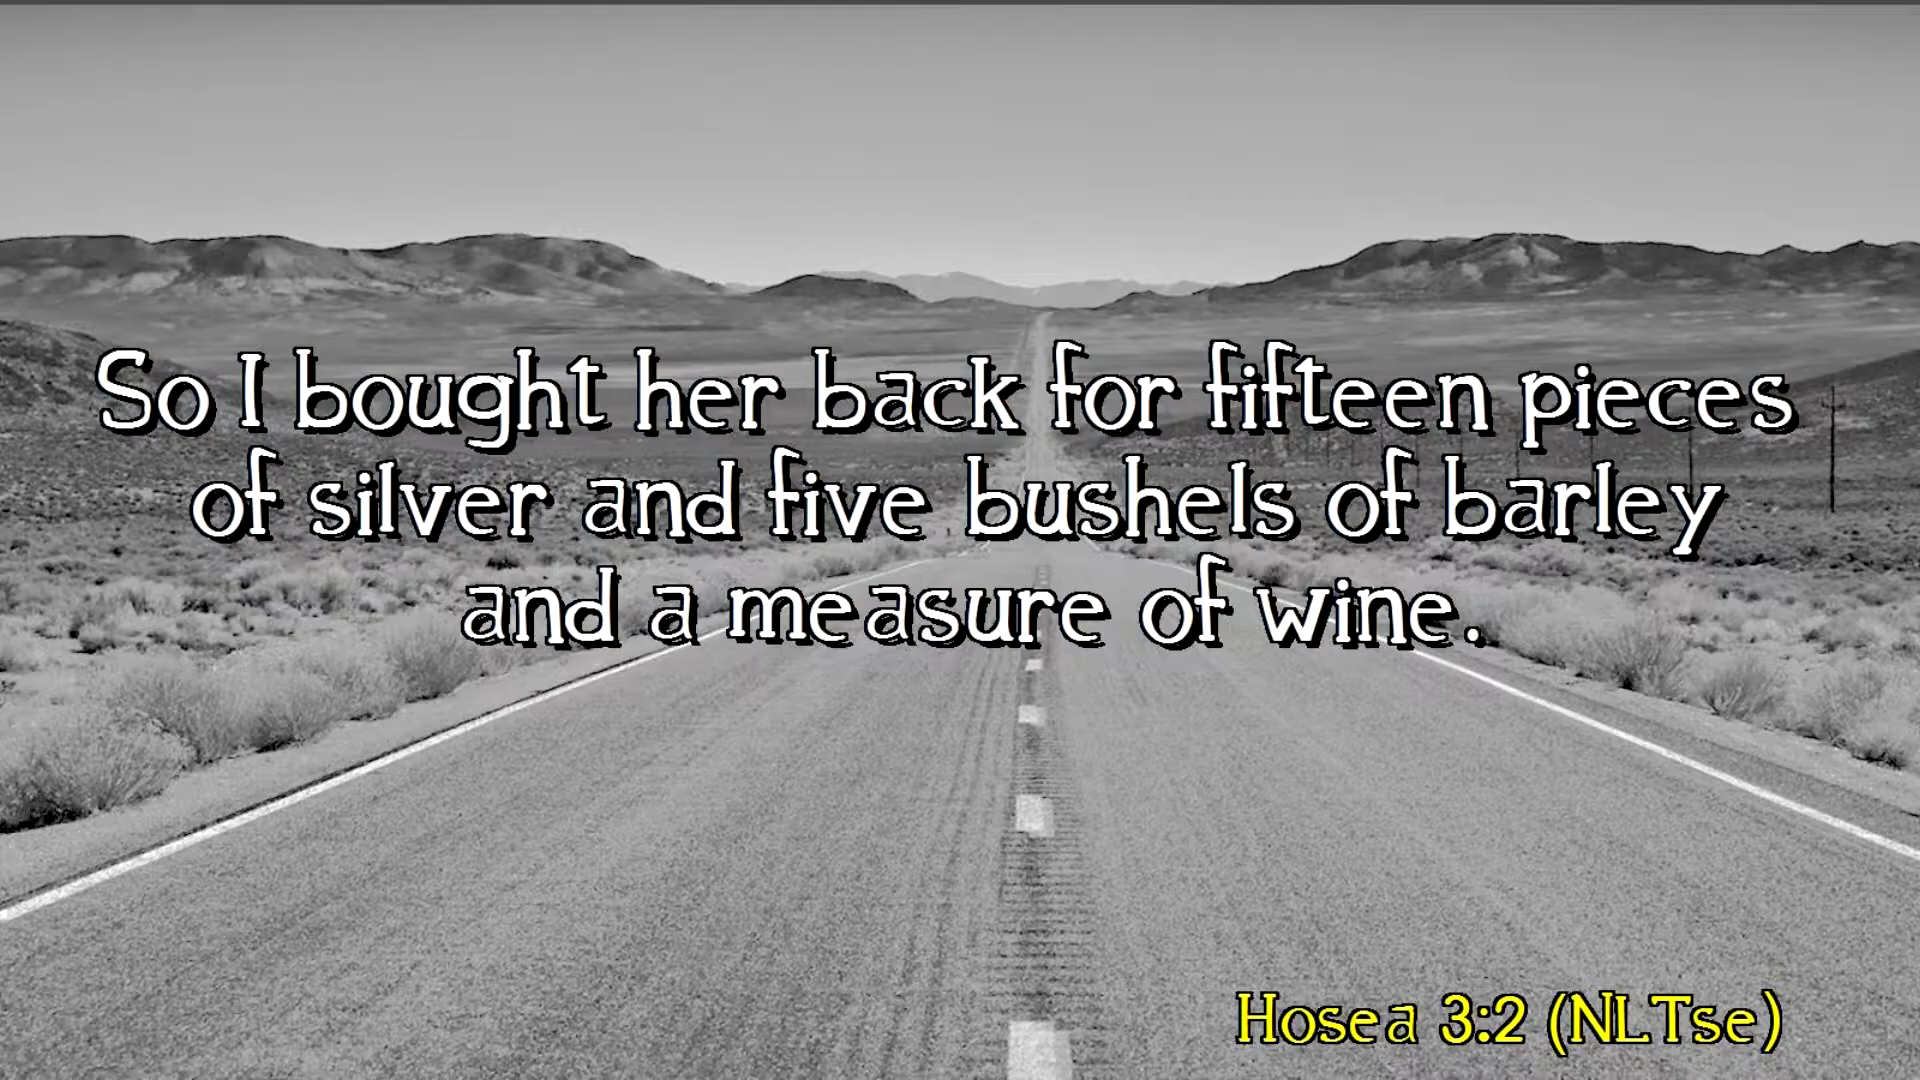 So I bought her back for fifteen pieces
of silver and five bushels of barley
and a measure of wine.
Hosea 3:2 (NLTse)